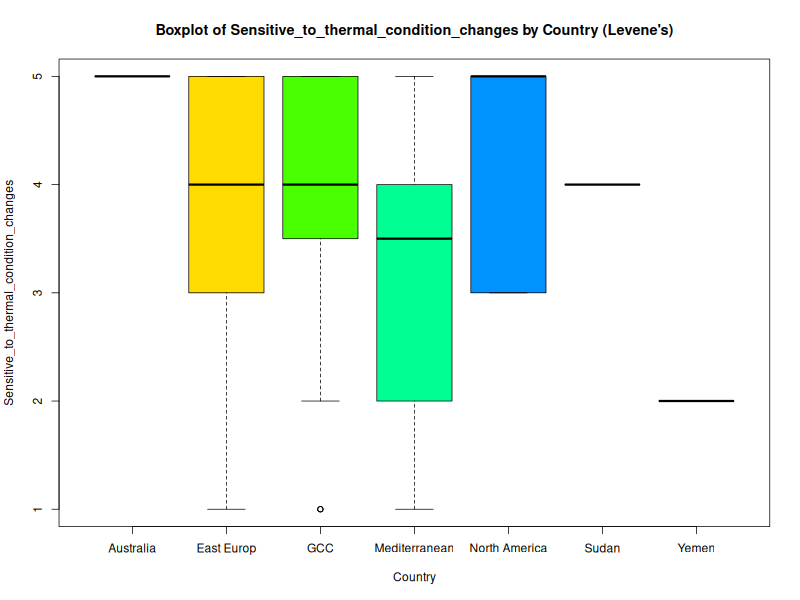 Boxplot of Sensitive_to_thermal_condition_changes by Country (Levene's)
Sensitive_to_thermal_condition_changes
5
4
3
2
1
Australia East Europ GCC Mediterranean North America Sudan Yemen
Country